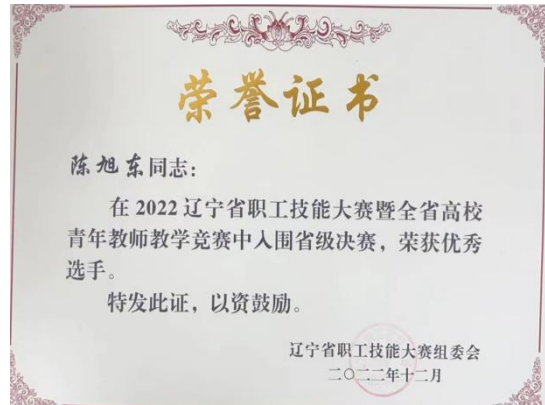 荣誉证书
陈旭东同志：
在2022辽宁省职工技能大赛暨全省高校
青年教师教学竞赛中入围省级决赛，荣获优秀
选手。
特发此证，以资鼓励。
辽宁省职工技能大赛组委会
二〇二二年十二月